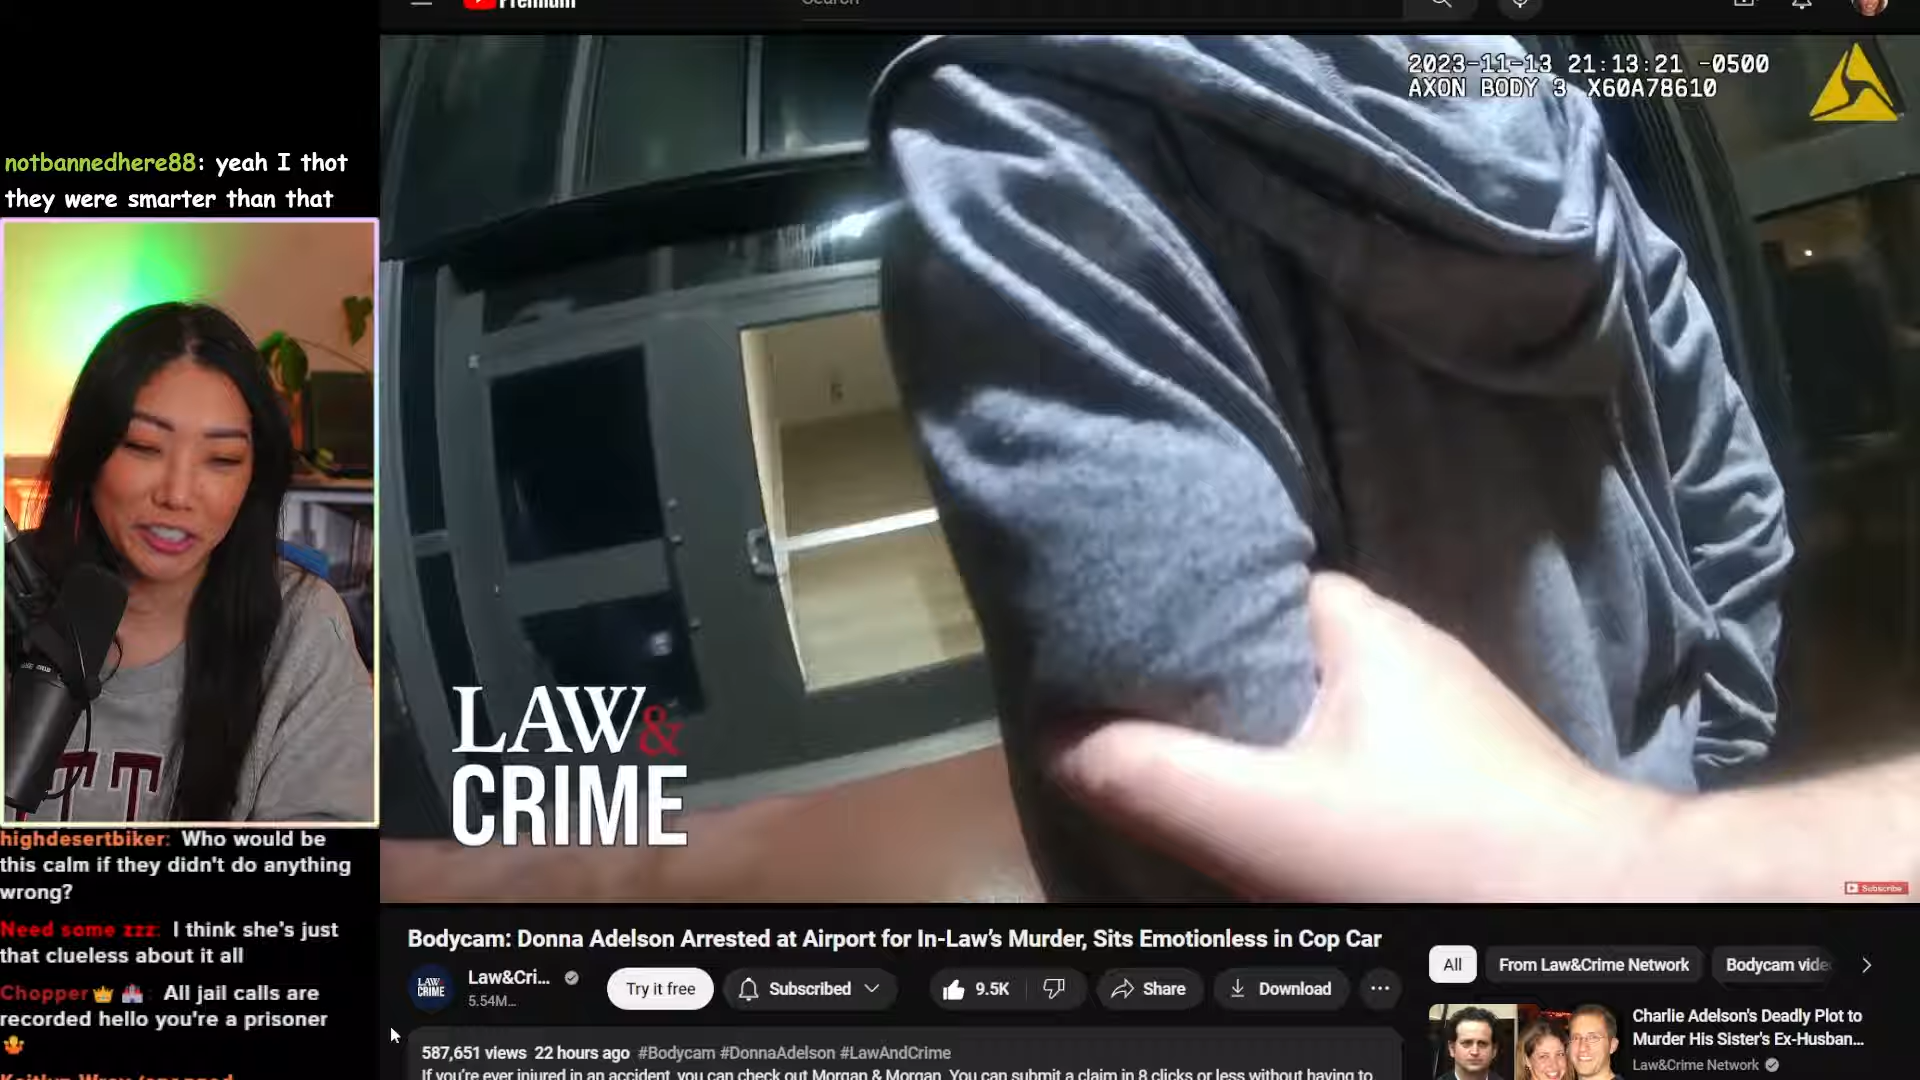 Premium
Search
2023-11-13 21:13:21 -0500
AXON BODY 3 X60A78610
notbannedhere88: yeah I thot
they were smarter than that
LAW&
CRIME
highdesertbiker: Who would be
this calm if they didn't do anything
wrong?
Need some zzz: I think she's just
that clueless about it all
Chopper👑🏰: All jail calls are
recorded hello you're a prisoner
🤷
Subscribe
Bodycam: Donna Adelson Arrested at Airport for In-Law's Murder, Sits Emotionless in Cop Car
LAW&
CRIME
Law&Cri...
5.54M...
Try it free
Subscribed
9.5K
Share
Download
All
From Law&Crime Network
Bodycam vide
587,651 views 22 hours ago #Bodycam #DonnaAdelson #LawAndCrime
If you're ever injured in an accident, you can check out Morgan & Morgan. You can submit a claim in 8 clicks or less without having to
Charlie Adelson's Deadly Plot to
Murder His Sister's Ex-Husban...
Law&Crime Network